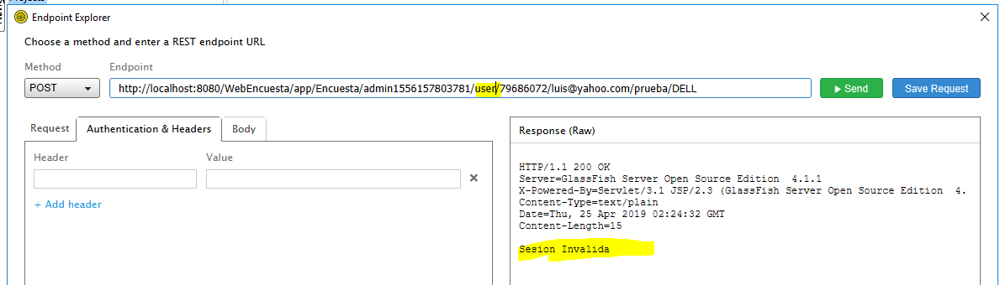 Projects
Endpoint Explorer
Choose a method and enter a REST endpoint URL
Method Endpoint
POST http://localhost:8080/WebEncuesta/app/Encuesta/admin1556157803781/user/79686072/luis@yahoo.com/prueba/DELL Send Save Request
Request Authentication & Headers Body
Header Value
+ Add header
Response (Raw)
HTTP/1.1 200 OK
Server=GlassFish Server Open Source Edition 4.1.1
X-Powered-By=Servlet/3.1 JSP/2.3 (GlassFish Server Open Source Edition 4.
Content-Type=text/plain
Date=Thu, 25 Apr 2019 02:24:32 GMT
Content-Length=15
Sesion Invalida